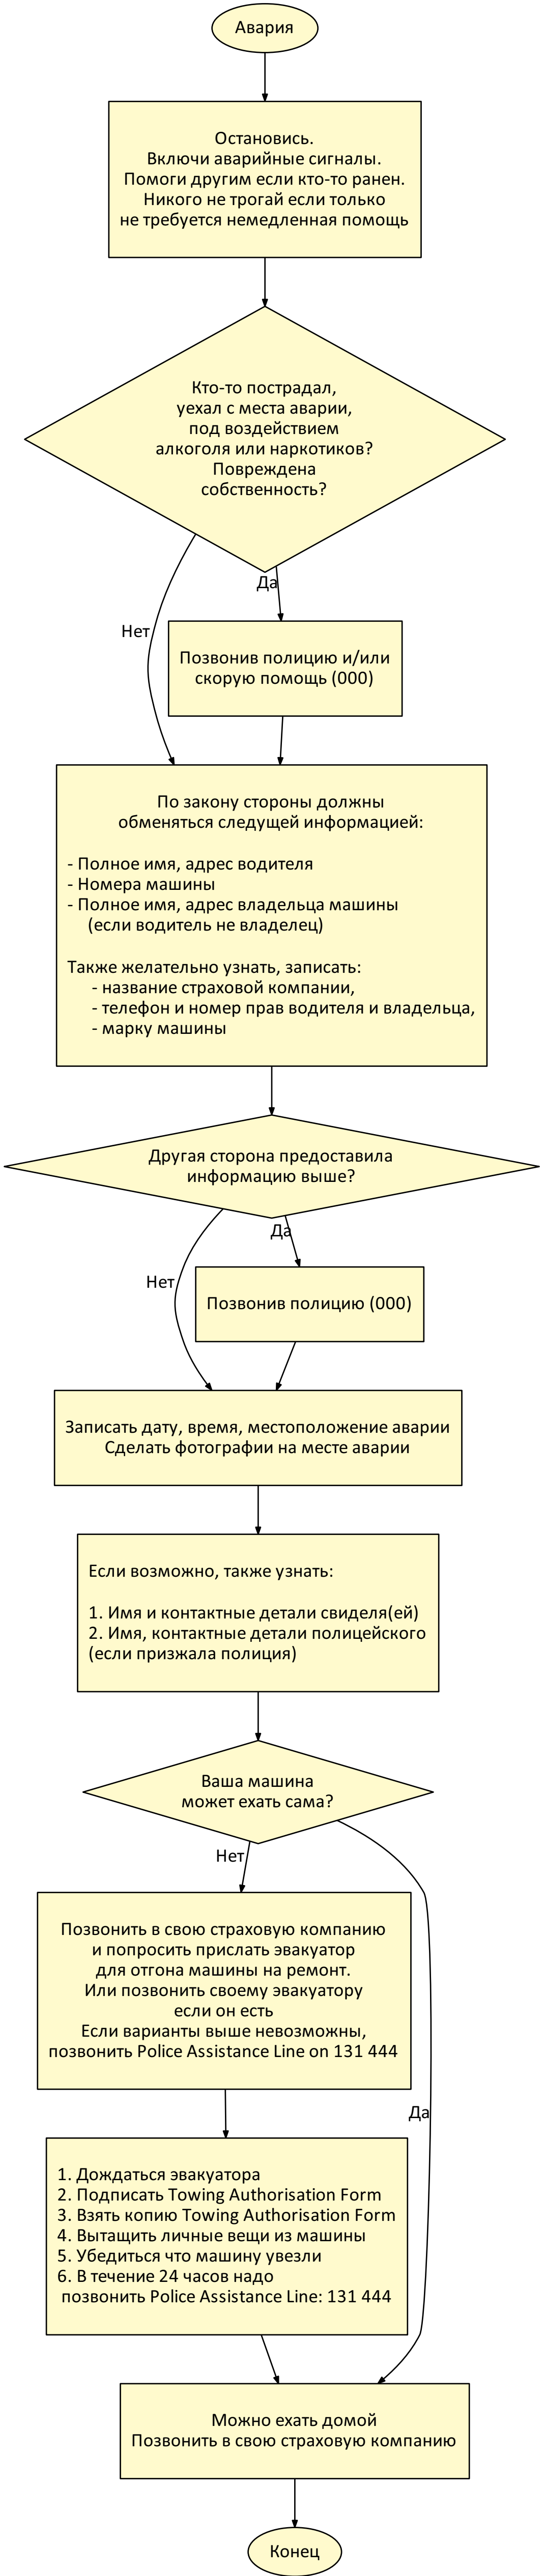 Авария
Остановись.
Включи аварийные сигналы.
Помоги другим если кто-то ранен.
Никого не трогай если только
не требуется немедленная помощь
Кто-то пострадал,
уехал с места аварии,
под воздействием
алкоголя или наркотиков?
Повреждена
собственность?
Да
Нет
Позвонив полицию и/или
скорую помощь (000)
По закону стороны должны
обменяться следущей информацией:
- Полное имя, адрес водителя
- Номера машины
- Полное имя, адрес владельца машины
(если водитель не владелец)
Также желательно узнать, записать:
- название страховой компании,
- телефон и номер прав водителя и владельца,
- марку машины
Другая сторона предоставила
информацию выше?
Да
Нет
Позвонив полицию (000)
Записать дату, время, местоположение аварии
Сделать фотографии на месте аварии
Если возможно, также узнать:
1. Имя и контактные детали свиделя(ей)
2. Имя, контактные детали полицейского
(если призжала полиция)
Ваша машина
может ехать сама?
Нет
Позвонить в свою страховую компанию
и попросить прислать эвакуатор
для отгона машины на ремонт.
Или позвонить своему эвакуатору
если он есть
Если варианты выше невозможны,
позвонить Police Assistance Line on 131 444
Да
1. Дождаться эвакуатора
2. Подписать Towing Authorisation Form
3. Взять копию Towing Authorisation Form
4. Вытащить личные вещи из машины
5. Убедиться что машину увезли
6. В течение 24 часов надо
позвонить Police Assistance Line: 131 444
Можно ехать домой
Позвонить в свою страховую компанию
Конец